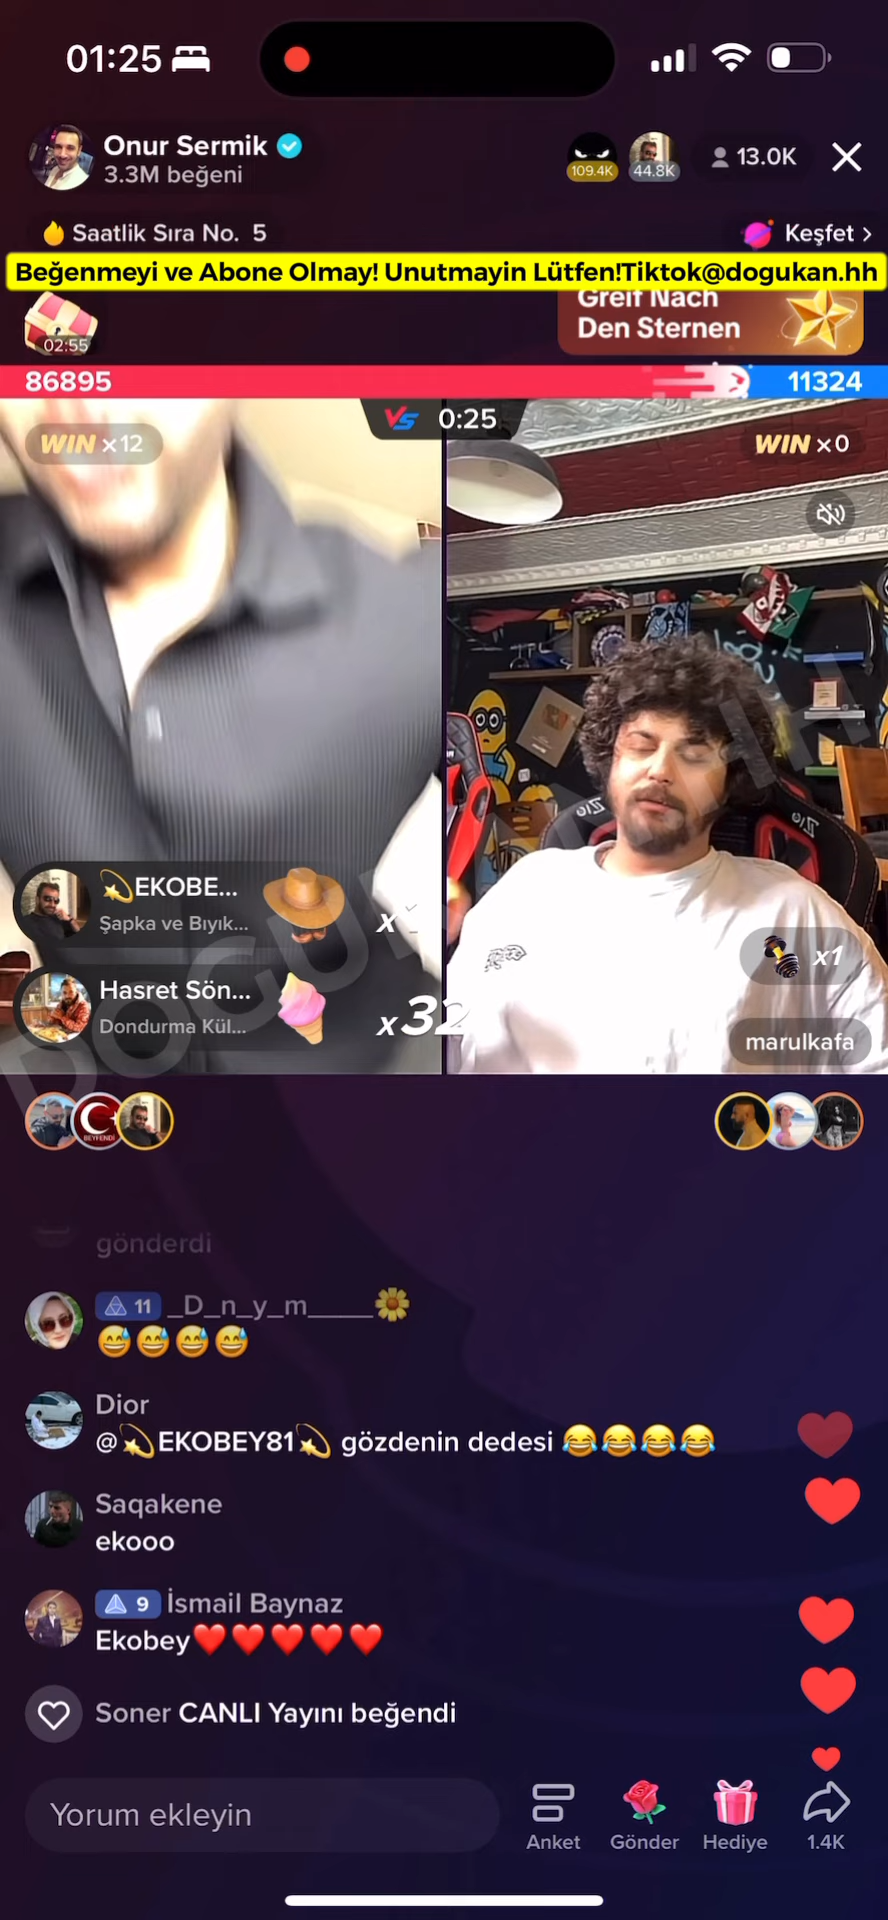 01:25
Onur Sermik
3.3M beğeni
109.4K
44.8K
13.0K
Saatlik Sıra No. 5
Keşfet >
Beğenmeyi ve Abone Olmay! Unutmayin Lütfen!Tiktok@dogukan.hh
02:55
Greif Nach
Den Sternen
86895
11324
VS 0:25
WIN x12
WIN x0
EKOBE...
Şapka ve Bıyık...
x
Hasret Sön...
Dondurma Kül...
x32
x1
marulkafa
BEYFENDİ
gönderdi
11 _D_n_y_m____
Dior
@EKOBEY81 gözdenin dedesi
Saqakene
ekooo
9 İsmail Baynaz
Ekobey
Soner CANLI Yayını beğendi
Yorum ekleyin
Anket
Gönder
Hediye
1.4K